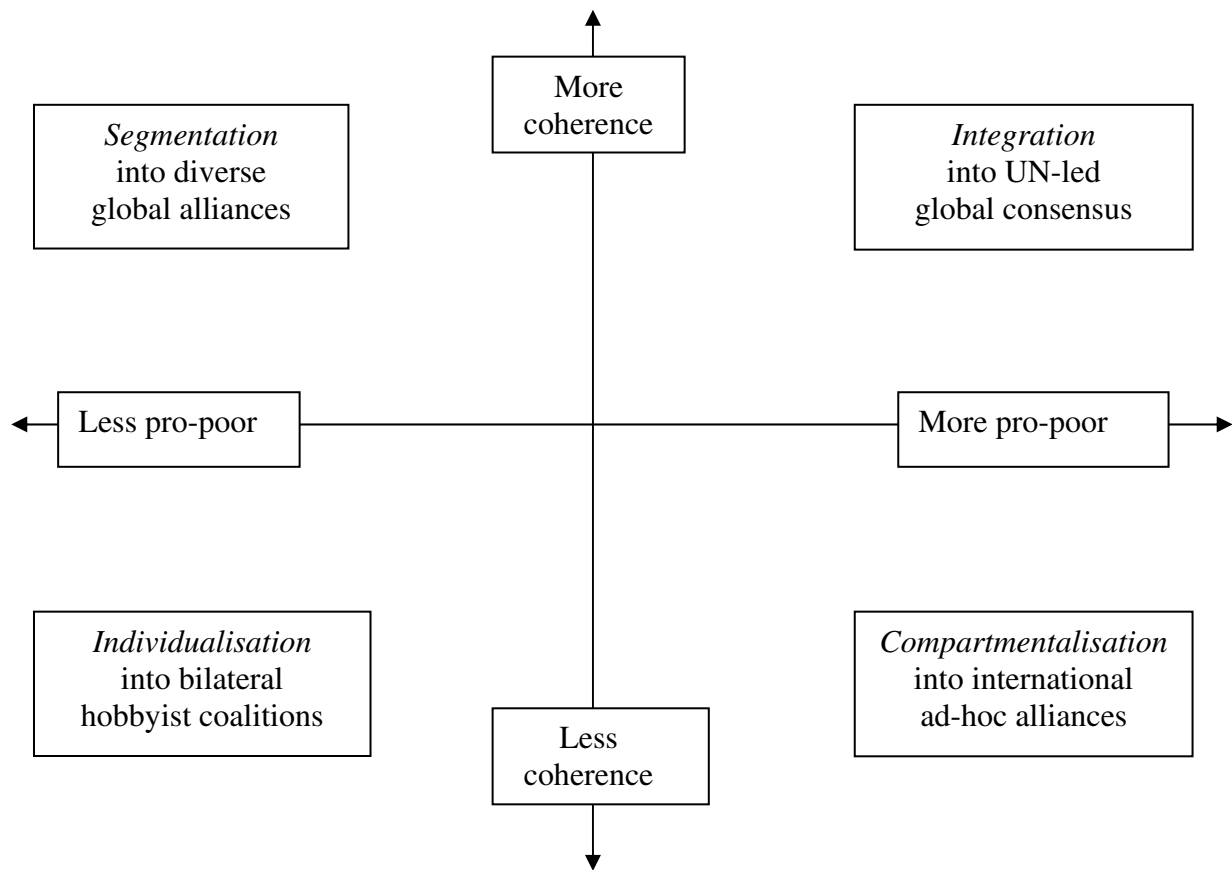 More
coherence
Segmentation
into diverse
global alliances
Integration
into UN-led
global consensus
Less pro-poor
More pro-poor
Individualisation
into bilateral
hobbyist coalitions
Compartmentalisation
into international
ad-hoc alliances
Less
coherence